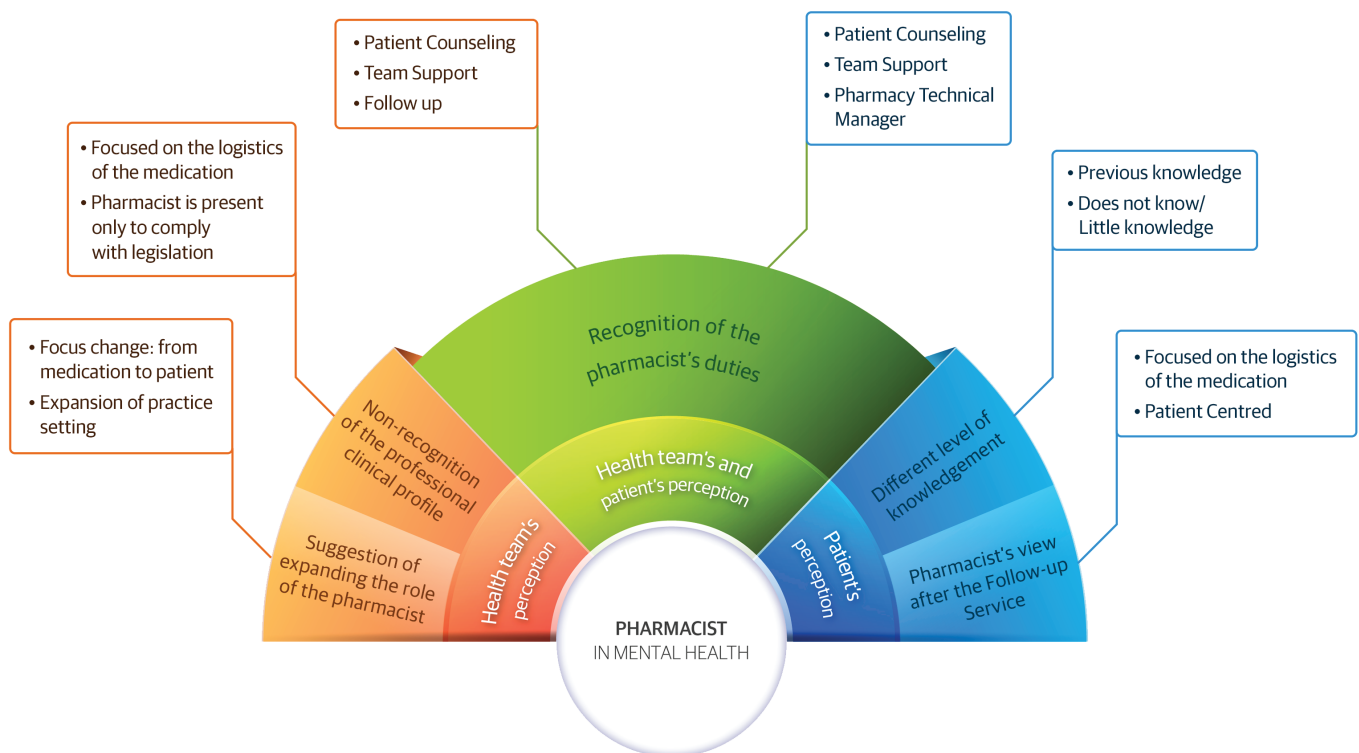 • Patient Counseling
• Team Support
• Follow up
• Patient Counseling
• Team Support
• Pharmacy Technical
Manager
• Focused on the logistics
of the medication
• Pharmacist is present
only to comply
with legislation
• Previous knowledge
• Does not know/
Little knowledge
• Focus change: from
medication to patient
• Expansion of practice
setting
• Focused on the logistics
of the medication
• Patient Centred
Recognition of the
pharmacist's duties
Non-recognition
of the professional
clinical profile
Suggestion of
expanding the role
of the pharmacist
Health team's
perception
Health team's and
patient's perception
Patient's
perception
Different level of
knowledgement
Pharmacist's view
after the Follow-up
Service
PHARMACIST
IN MENTAL HEALTH